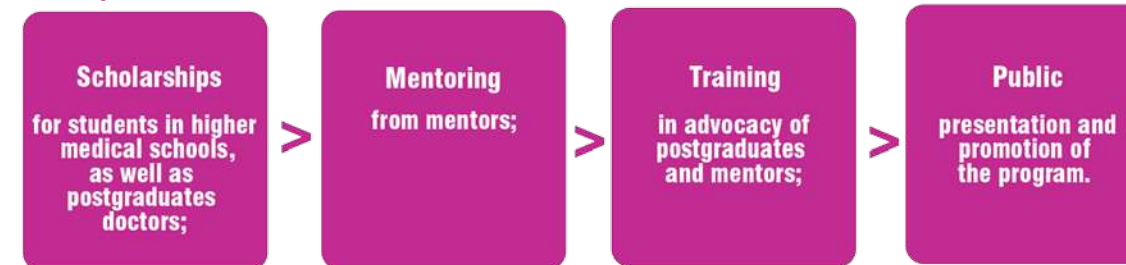 Scholarships
for students in higher
medical schools,
as well as
postgraduates
doctors;
>
Mentoring
from mentors;
>
Training
in advocacy of
postgraduates
and mentors;
>
Public
presentation and
promotion of
the program.